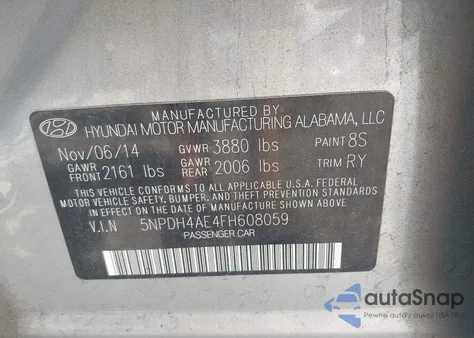 MANUFACTURED BY
HYUNDAI MOTOR MANUFACTURING ALABAMA, LLC
Nov/06/14 GVWR 3880 lbs PAINT 8S
GAWR FRONT 2161 lbs GAWR REAR 2006 lbs TRIM RY
THIS VEHICLE CONFORMS TO ALL APPLICABLE U.S.A. FEDERAL
MOTOR VEHICLE SAFETY, BUMPER, AND THEFT PREVENTION STANDARDS
IN EFFECT ON THE DATE OF MANUFACTURE SHOWN ABOVE.
V.I.N 5NPDH4AE4FH608059
PASSENGER CAR
autoSnap